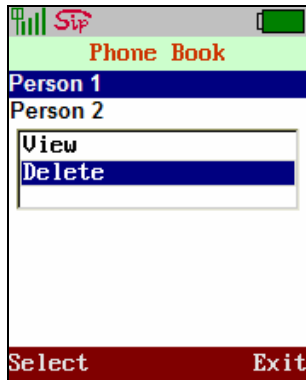 Sip
Phone Book
Person 1
Person 2
View
Delete
Select Exit